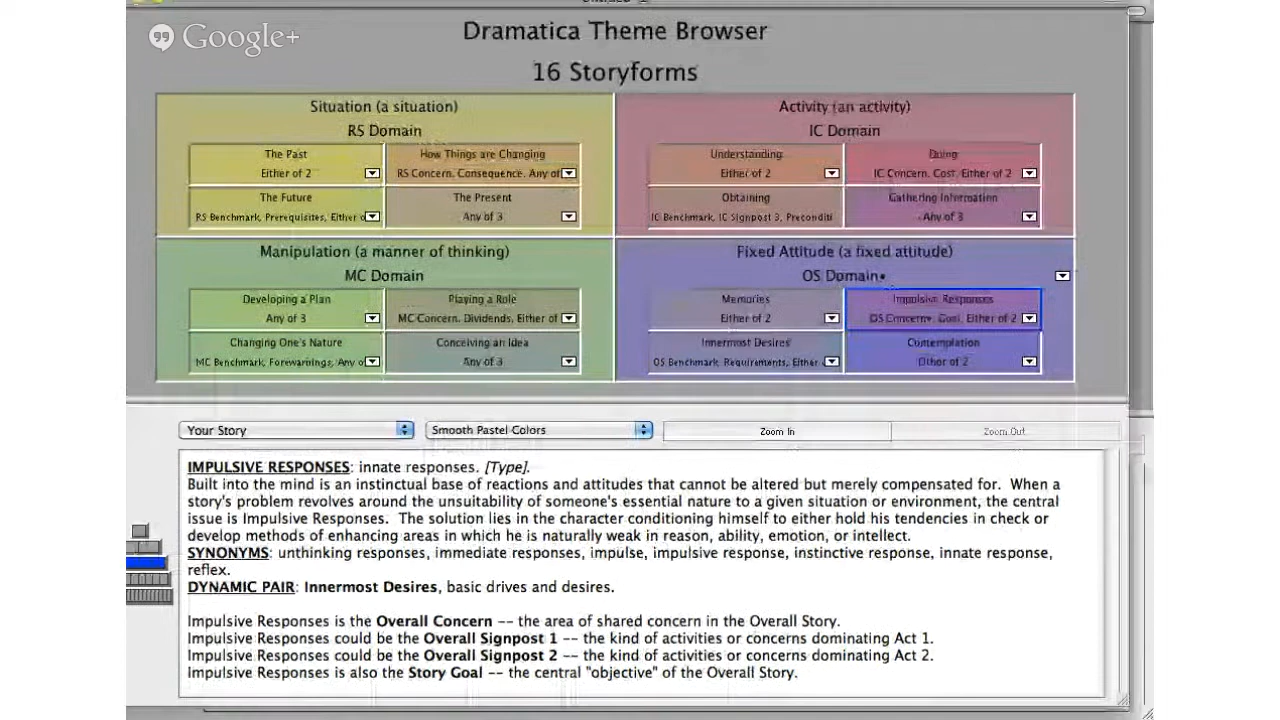 Google+
Dramatica Theme Browser
16 Storyforms
Situation (a situation)
RS Domain
The Past
Either of 2
How Things are Changing
RS Concern, Consequence, Any of
The Future
RS Benchmark, Prerequisites, Either o
The Present
Any of 3
Activity (an activity)
IC Domain
Understanding
Either of 2
Doing
IC Concern, Cost, Either of 2
Obtaining
IC Benchmark, IC Signpost 3, Preconditi
Gathering Information
Any of 3
Manipulation (a manner of thinking)
MC Domain
Developing a Plan
Any of 3
Playing a Role
MC Concern, Dividends, Either of
Changing One's Nature
MC Benchmark, Forewarnings, Any o
Conceiving an Idea
Any of 3
Fixed Attitude (a fixed attitude)
OS Domain•
Memories
Either of 2
Impulsive Responses
OS Concern•, Goal, Either of 2
Innermost Desires
OS Benchmark, Requirements, Either
Contemplation
Either of 2
Your Story
Smooth Pastel Colors
Zoom In
Zoom Out
IMPULSIVE RESPONSES: innate responses. [Type].
Built into the mind is an instinctual base of reactions and attitudes that cannot be altered but merely compensated for. When a
story's problem revolves around the unsuitability of someone's essential nature to a given situation or environment, the central
issue is Impulsive Responses. The solution lies in the character conditioning himself to either hold his tendencies in check or
develop methods of enhancing areas in which he is naturally weak in reason, ability, emotion, or intellect.
SYNONYMS: unthinking responses, immediate responses, impulse, impulsive response, instinctive response, innate response,
reflex.
DYNAMIC PAIR: Innermost Desires, basic drives and desires.
Impulsive Responses is the Overall Concern -- the area of shared concern in the Overall Story.
Impulsive Responses could be the Overall Signpost 1 -- the kind of activities or concerns dominating Act 1.
Impulsive Responses could be the Overall Signpost 2 -- the kind of activities or concerns dominating Act 2.
Impulsive Responses is also the Story Goal -- the central "objective" of the Overall Story.